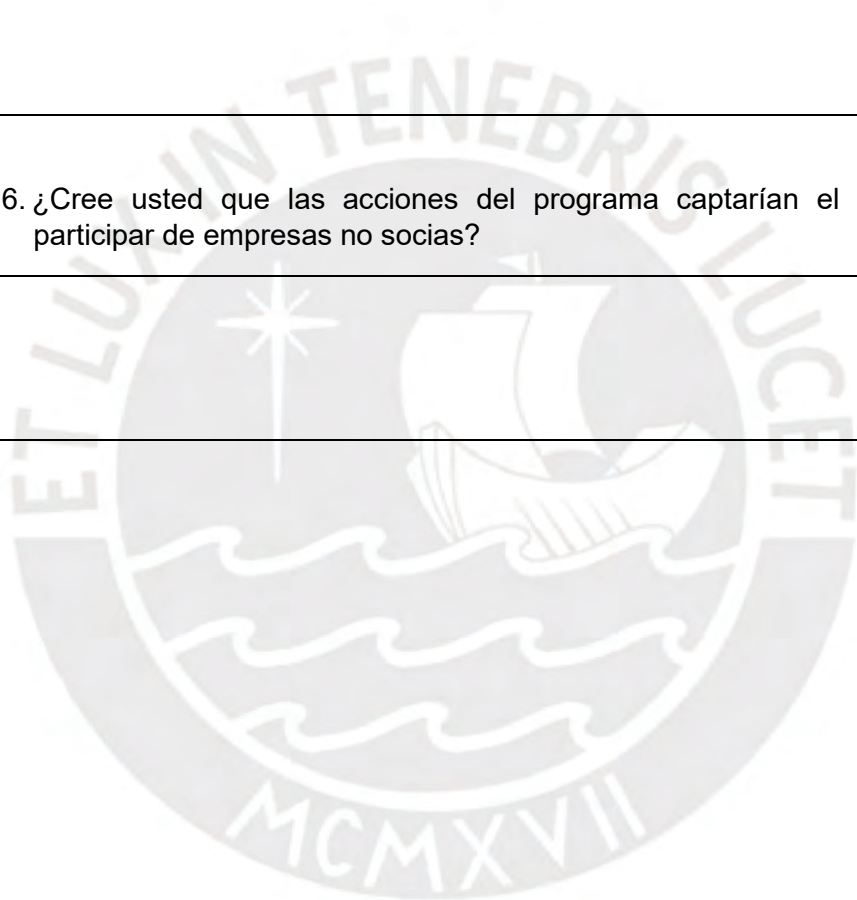 ET LUX IN TENEBRIS LUCET
6. ¿Cree usted que las acciones del programa captarían el
participar de empresas no socias?
MCMXVII